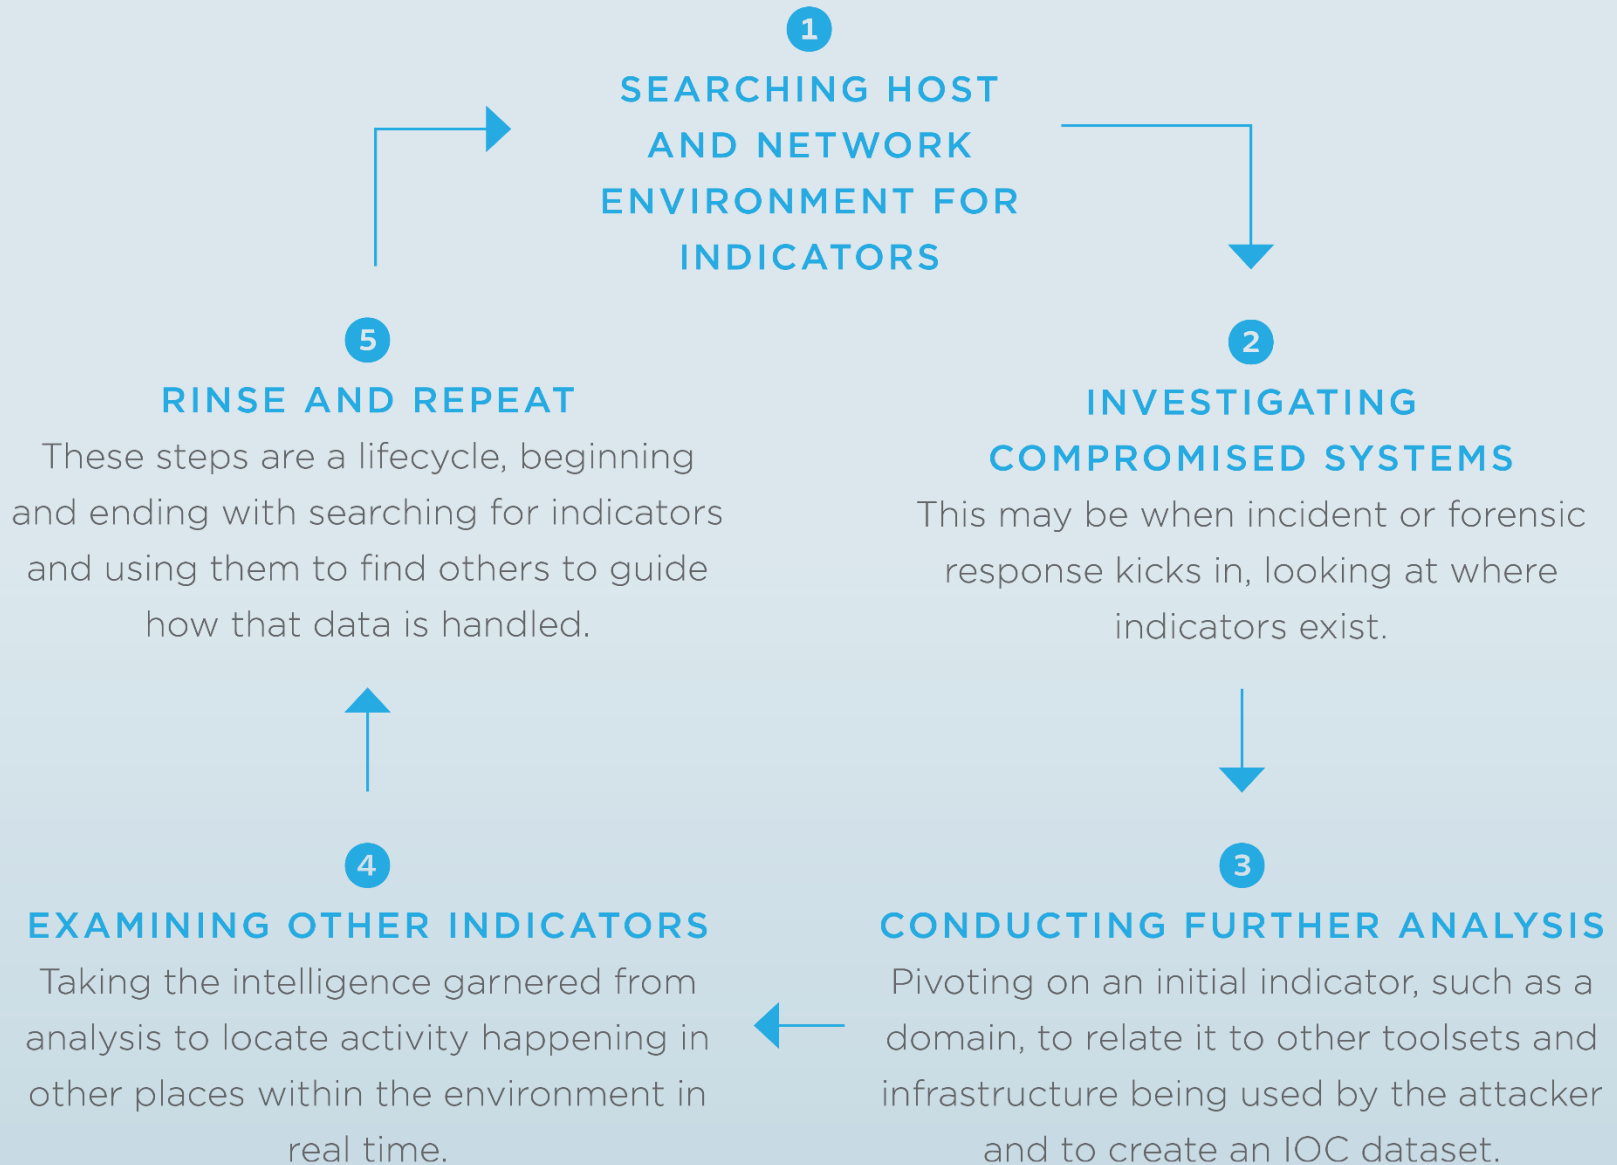 1
SEARCHING HOST
AND NETWORK
ENVIRONMENT FOR
INDICATORS
2
INVESTIGATING
COMPROMISED SYSTEMS
This may be when incident or forensic
response kicks in, looking at where
indicators exist.
3
CONDUCTING FURTHER ANALYSIS
Pivoting on an initial indicator, such as a
domain, to relate it to other toolsets and
infrastructure being used by the attacker
and to create an IOC dataset.
4
EXAMINING OTHER INDICATORS
Taking the intelligence garnered from
analysis to locate activity happening in
other places within the environment in
real time.
5
RINSE AND REPEAT
These steps are a lifecycle, beginning
and ending with searching for indicators
and using them to find others to guide
how that data is handled.